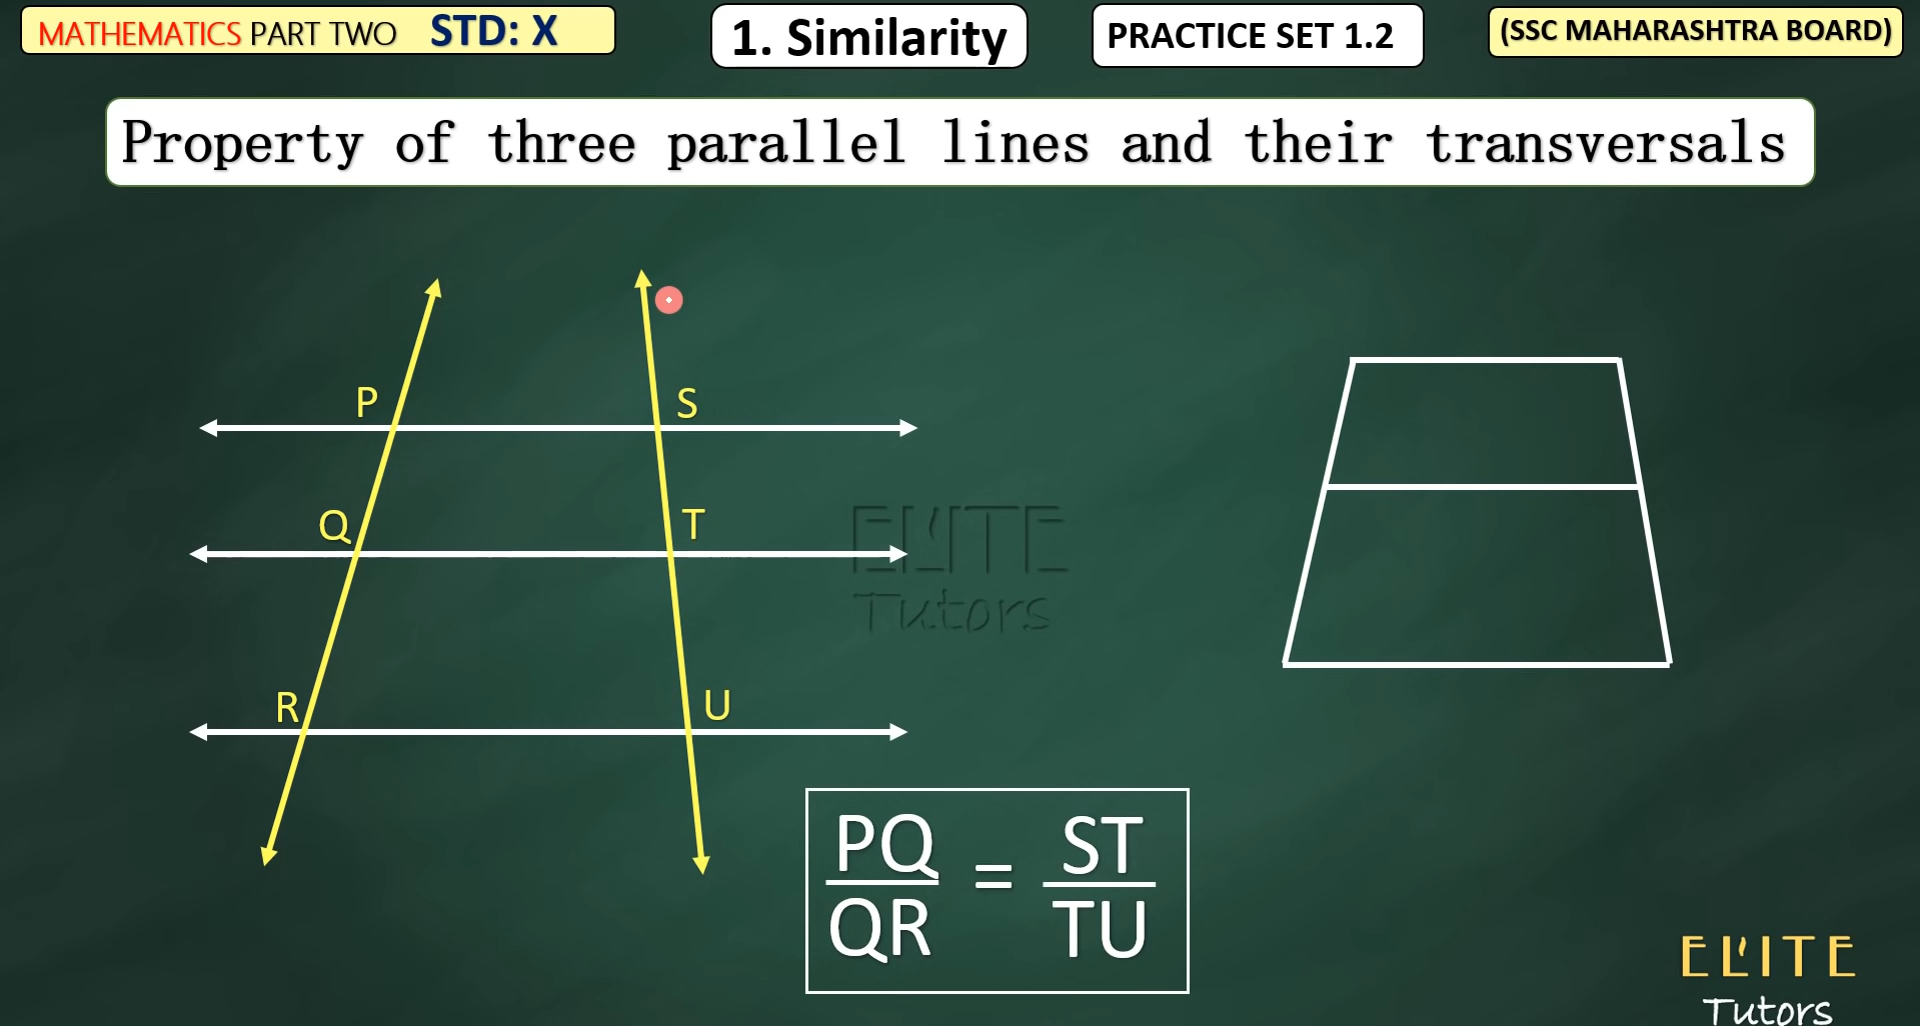 MATHEMATICS PART TWO STD: X
1. Similarity
PRACTICE SET 1.2
(SSC MAHARASHTRA BOARD)
Property of three parallel lines and their transversals
P
S
Q
T
ELITE
Tutors
R
U
PQ
QR
=
ST
TU
ELITE
Tutors